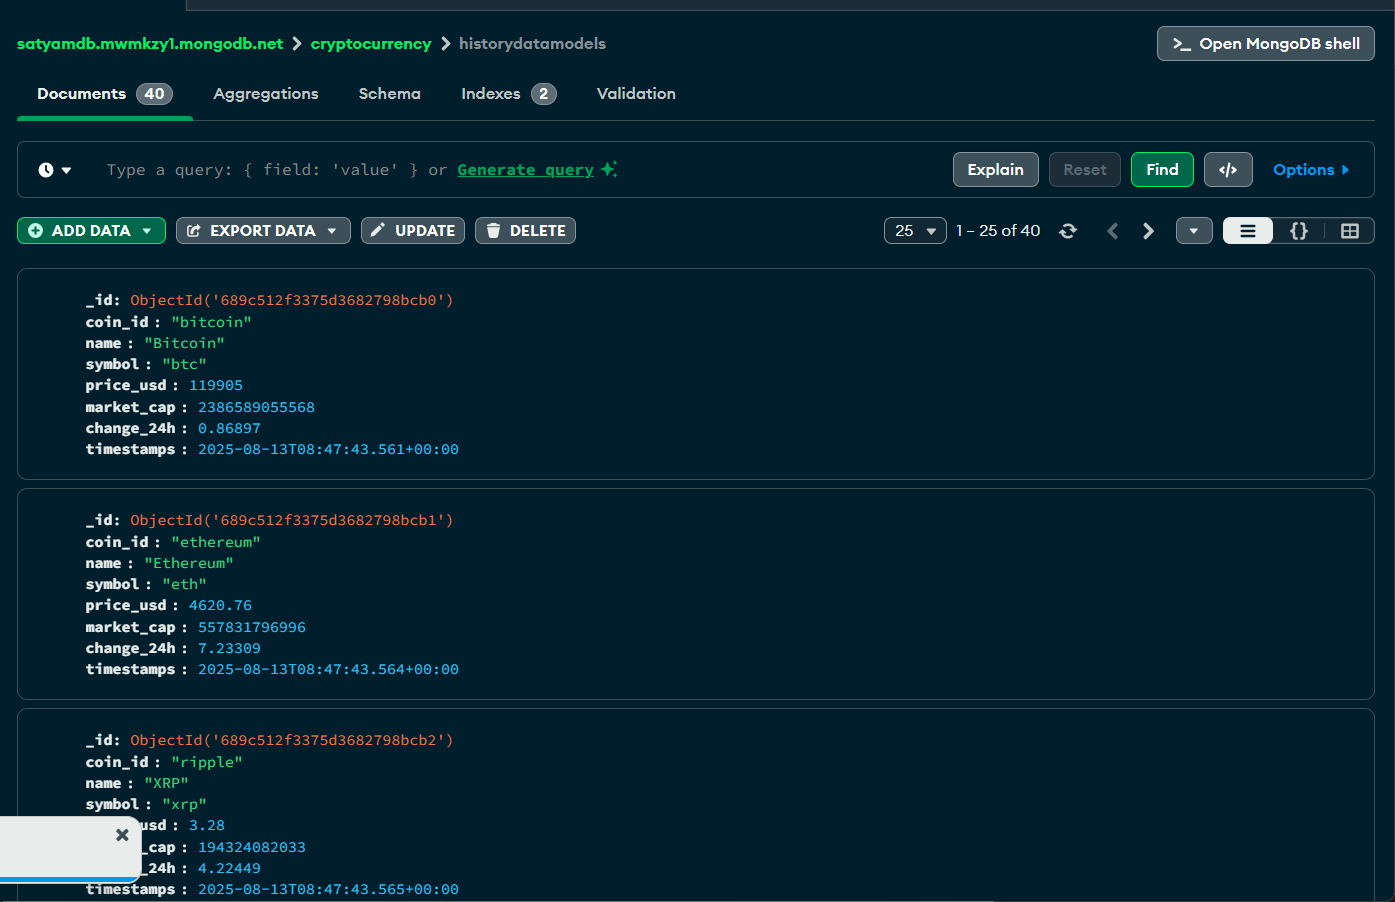 satyamdb.mwmkzy1.mongodb.net > cryptocurrency > historydatamodels
>_ Open MongoDB shell
Documents 40 Aggregations Schema Indexes 2 Validation
Type a query: { field: 'value' } or Generate query
Explain Reset Find </> Options
ADD DATA EXPORT DATA UPDATE DELETE
25 1 – 25 of 40 {}
_id: ObjectId('689c512f3375d3682798bcb0')
coin_id : "bitcoin"
name : "Bitcoin"
symbol : "btc"
price_usd : 119905
market_cap : 2386589055568
change_24h : 0.86897
timestamps : 2025-08-13T08:47:43.561+00:00
_id: ObjectId('689c512f3375d3682798bcb1')
coin_id : "ethereum"
name : "Ethereum"
symbol : "eth"
price_usd : 4620.76
market_cap : 557831796996
change_24h : 7.23309
timestamps : 2025-08-13T08:47:43.564+00:00
_id: ObjectId('689c512f3375d3682798bcb2')
coin_id : "ripple"
name : "XRP"
symbol : "xrp"
usd : 3.28
_cap : 194324082033
_24h : 4.22449
timestamps : 2025-08-13T08:47:43.565+00:00